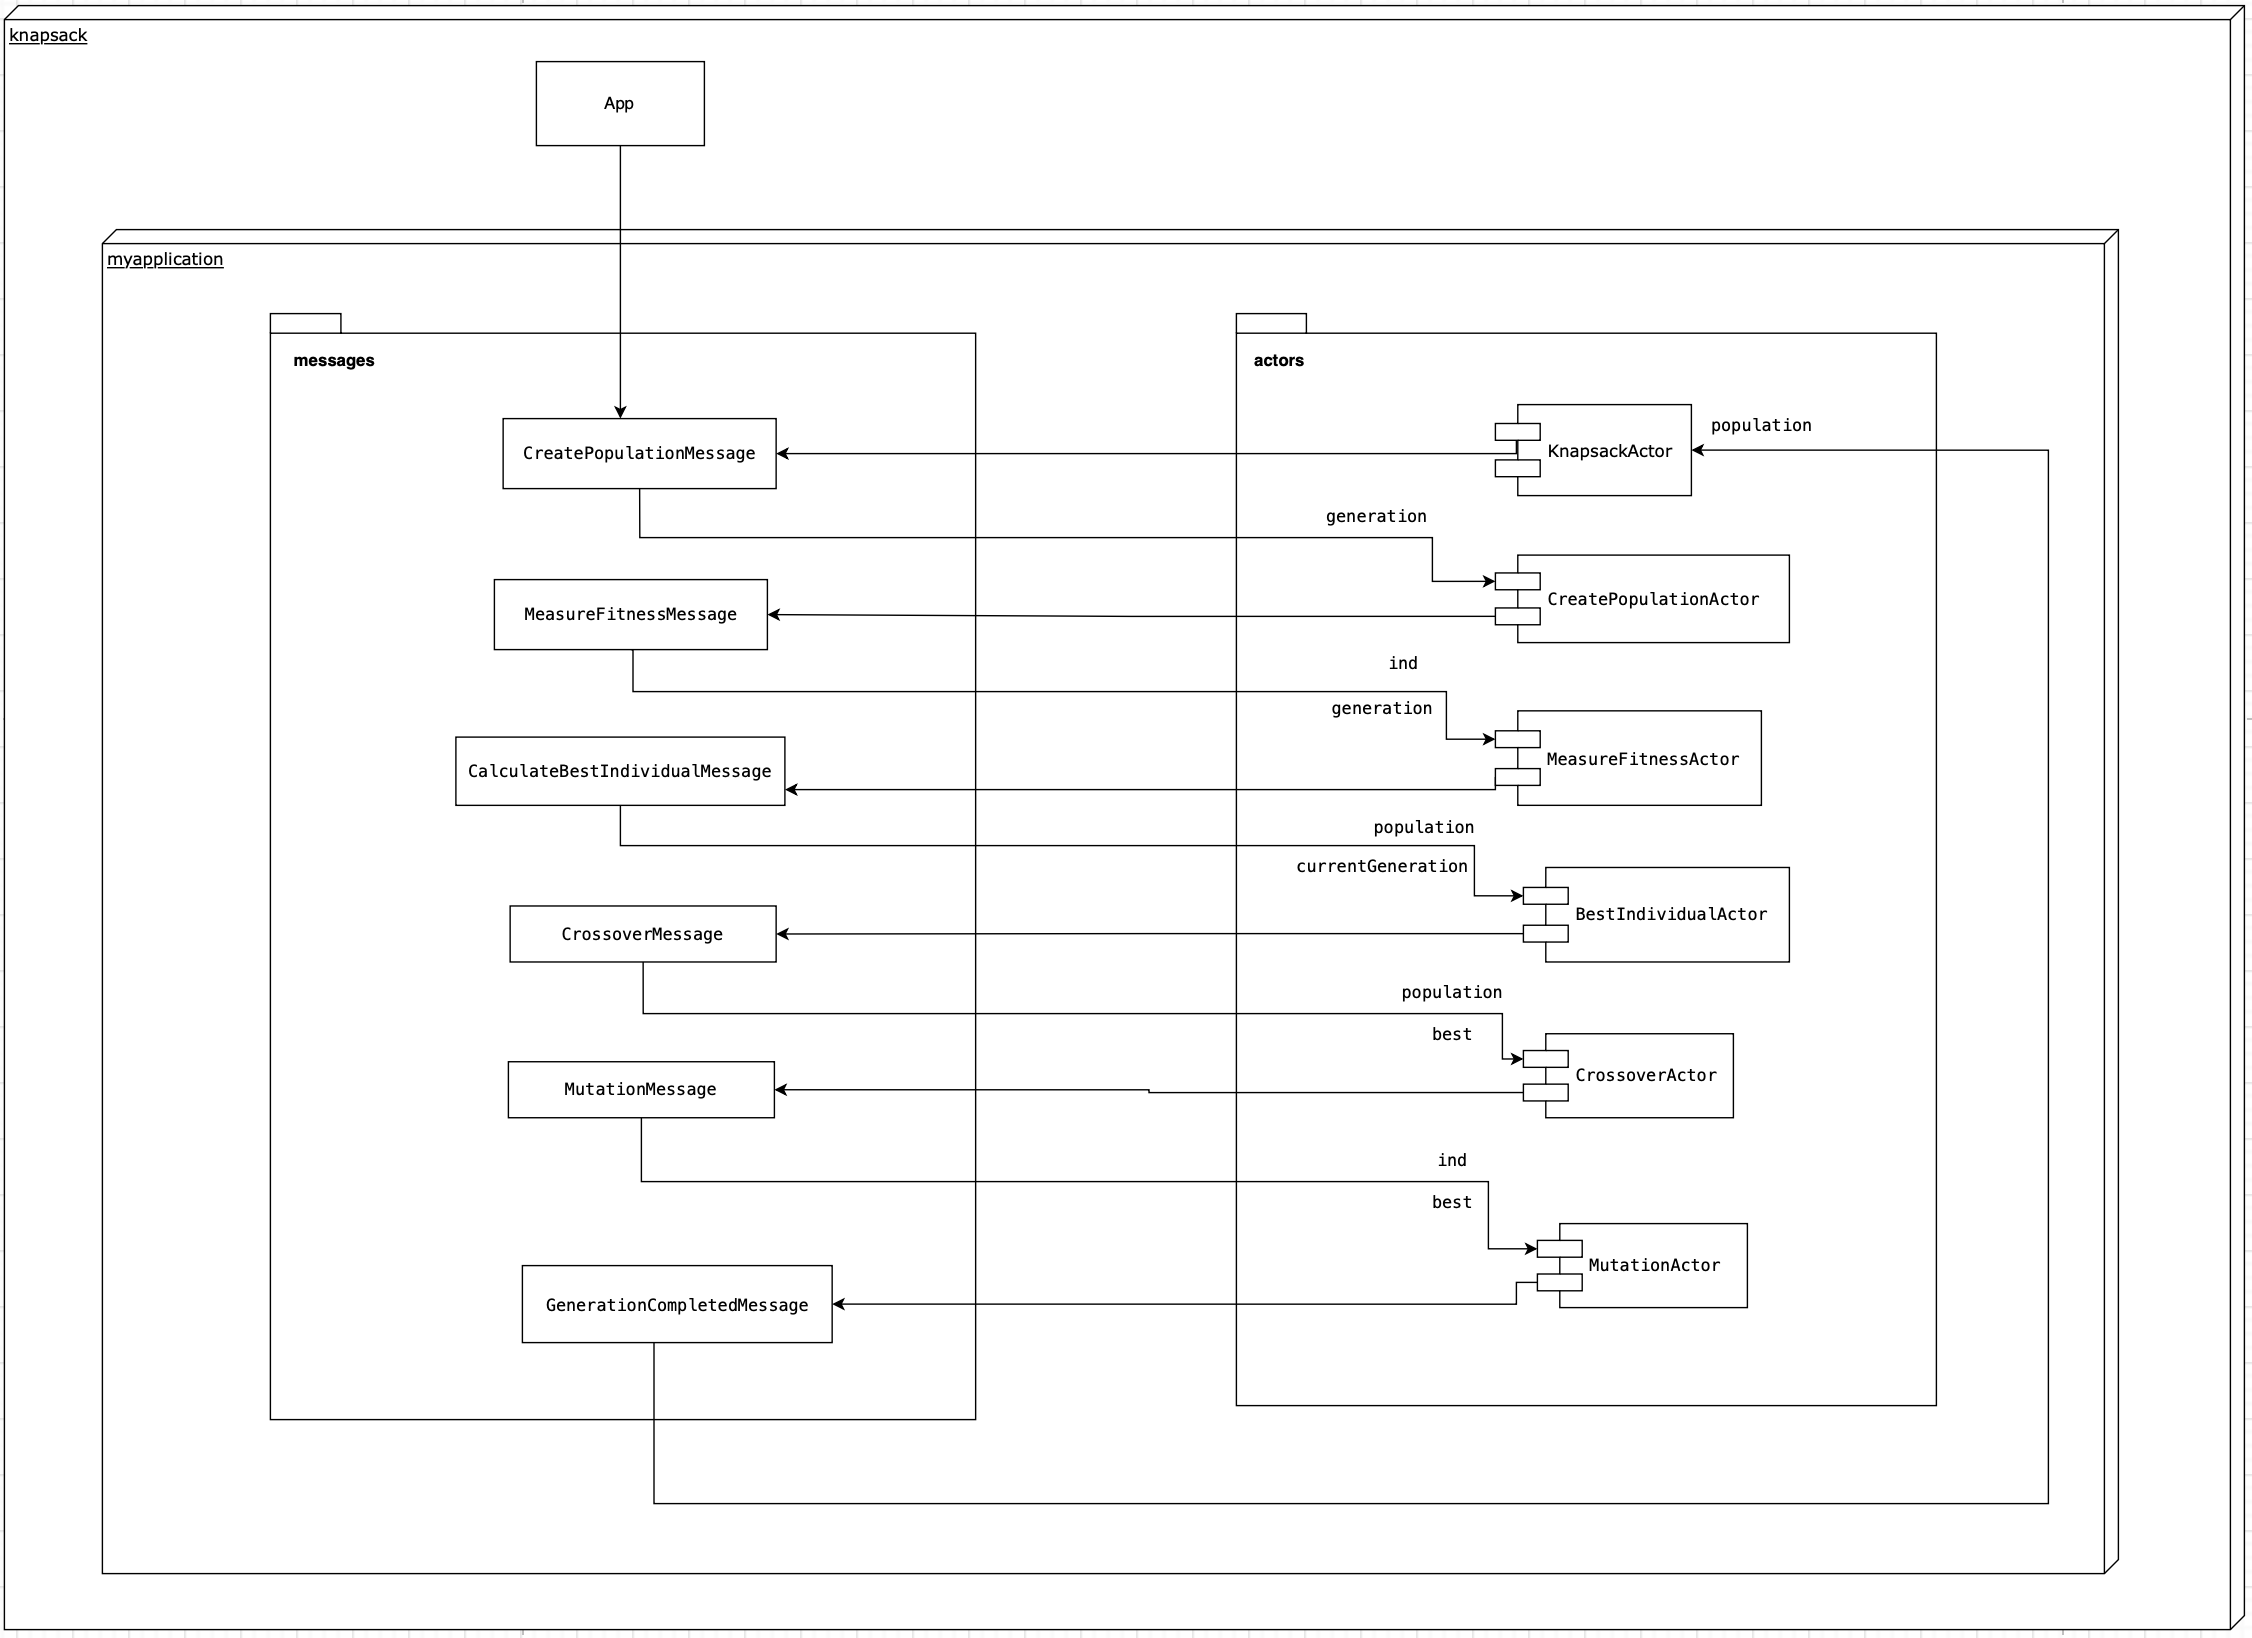 knapsack
App
myapplication
messages
actors
CreatePopulationMessage
KnapsackActor
population
generation
CreatePopulationActor
MeasureFitnessMessage
ind
generation
MeasureFitnessActor
CalculateBestIndividualMessage
population
currentGeneration
BestIndividualActor
CrossoverMessage
population
best
CrossoverActor
MutationMessage
ind
best
MutationActor
GenerationCompletedMessage